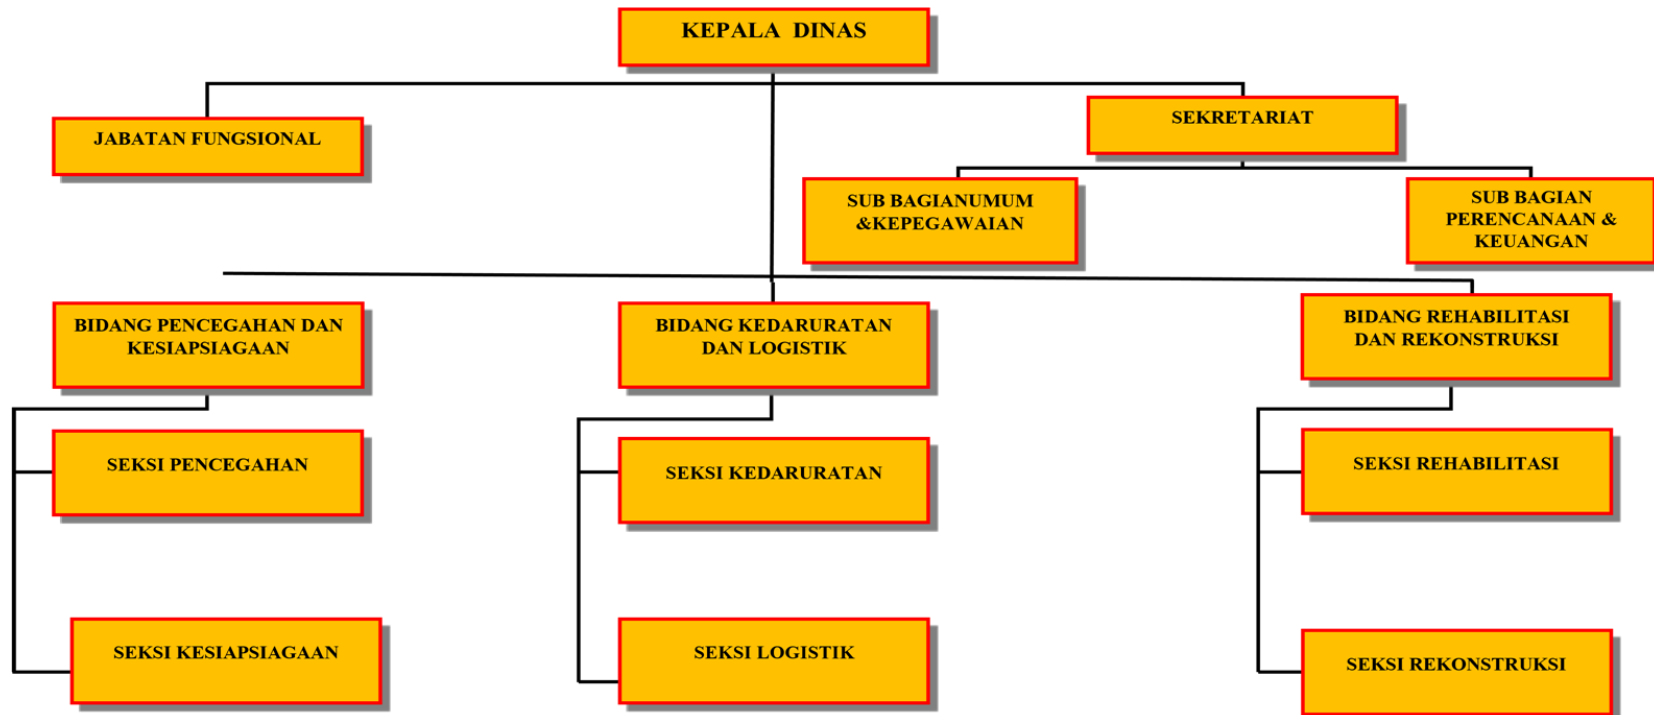 KEPALA DINAS
JABATAN FUNGSIONAL
SEKRETARIAT
SUB BAGIANUMUM
&KEPEGAWAIAN
SUB BAGIAN
PERENCANAAN &
KEUANGAN
BIDANG PENCEGAHAN DAN
KESIAPSIAGAAN
BIDANG KEDARURATAN
DAN LOGISTIK
BIDANG REHABILITASI
DAN REKONSTRUKSI
SEKSI PENCEGAHAN
SEKSI KEDARURATAN
SEKSI REHABILITASI
SEKSI KESIAPSIAGAAN
SEKSI LOGISTIK
SEKSI REKONSTRUKSI